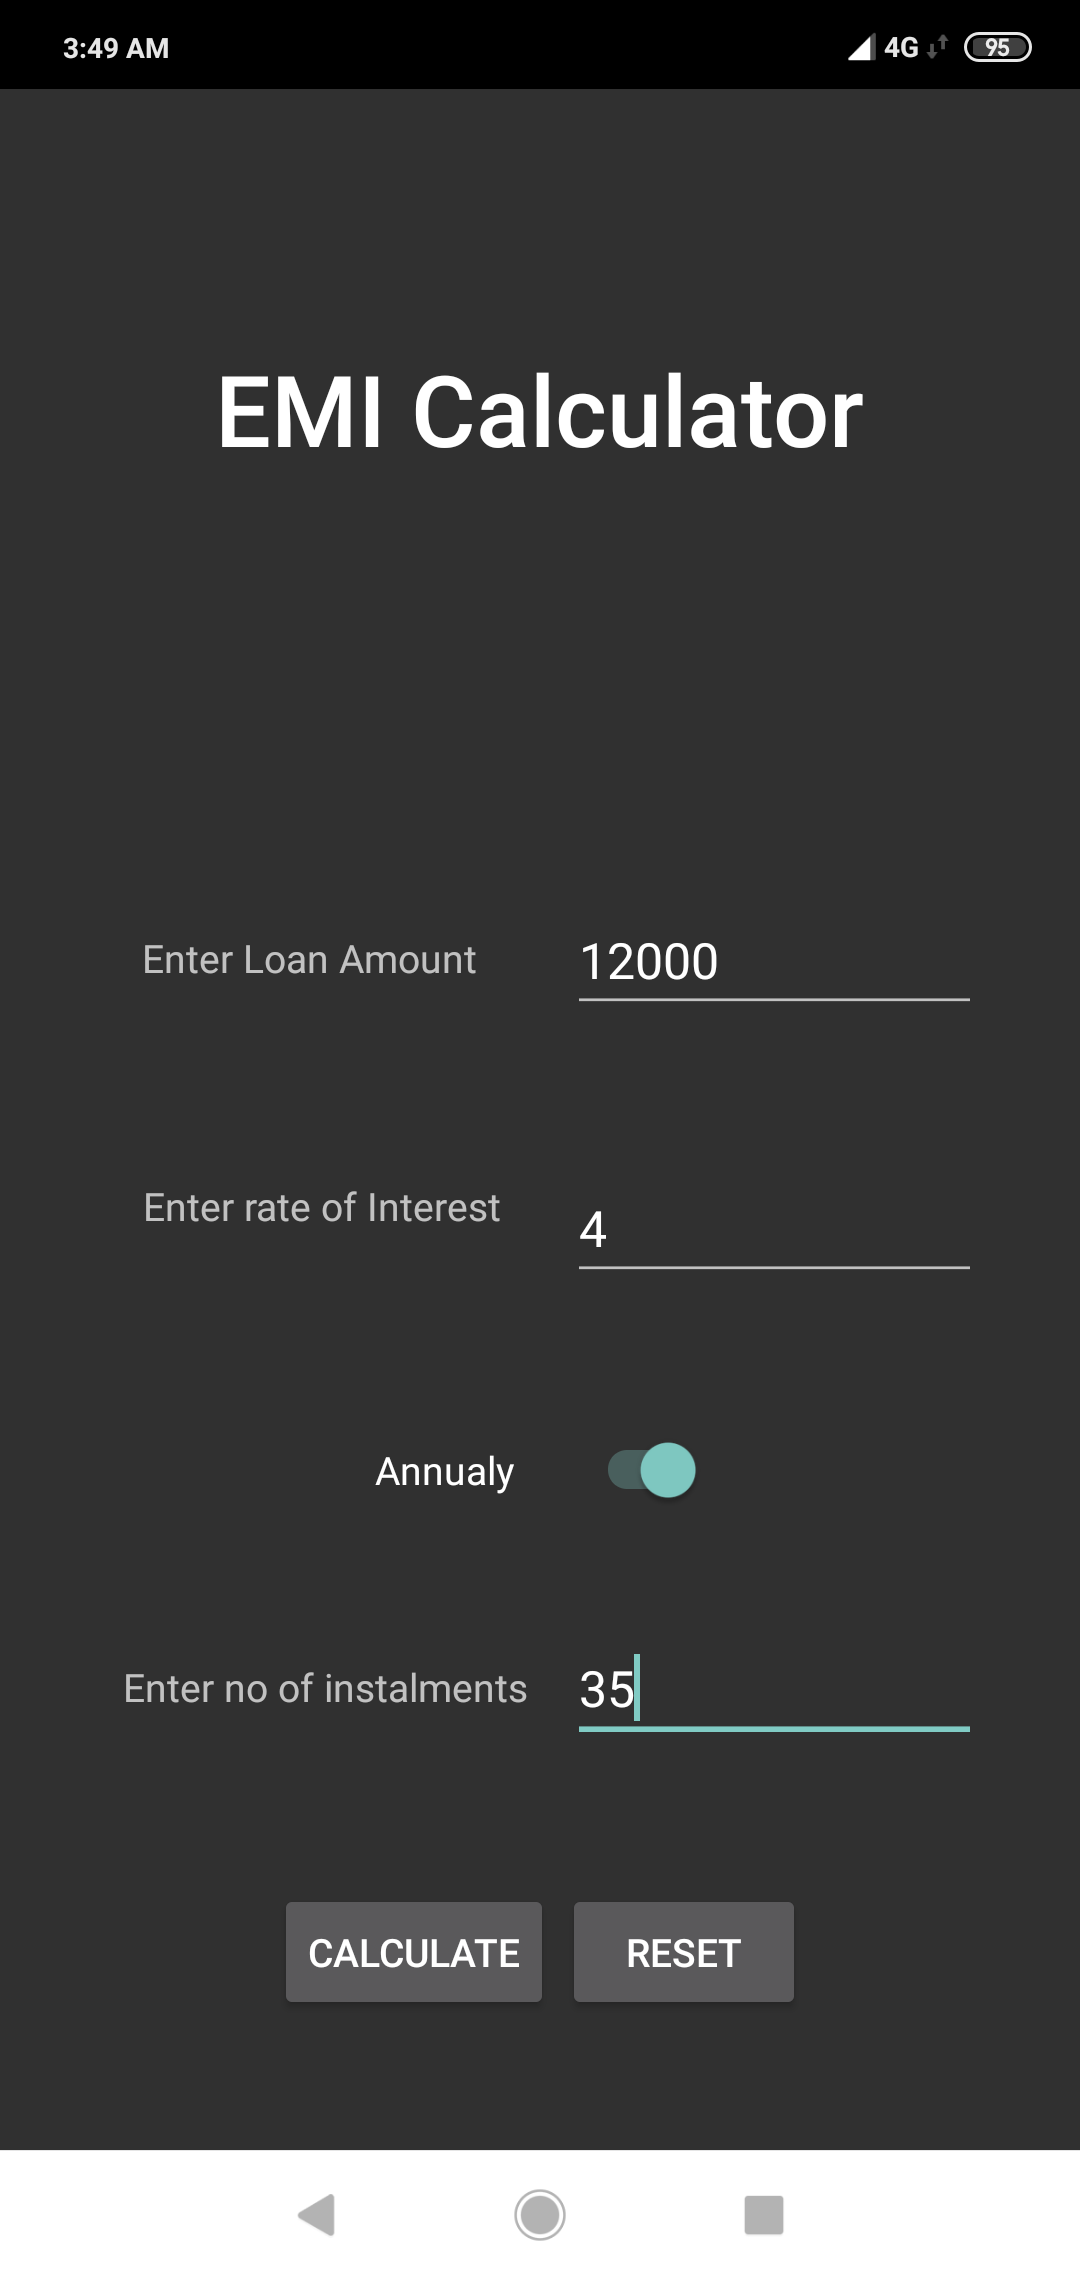 3:49 AM 4G 95
EMI Calculator
Enter Loan Amount 12000
Enter rate of Interest 4
Annualy
Enter no of instalments 35
CALCULATE RESET